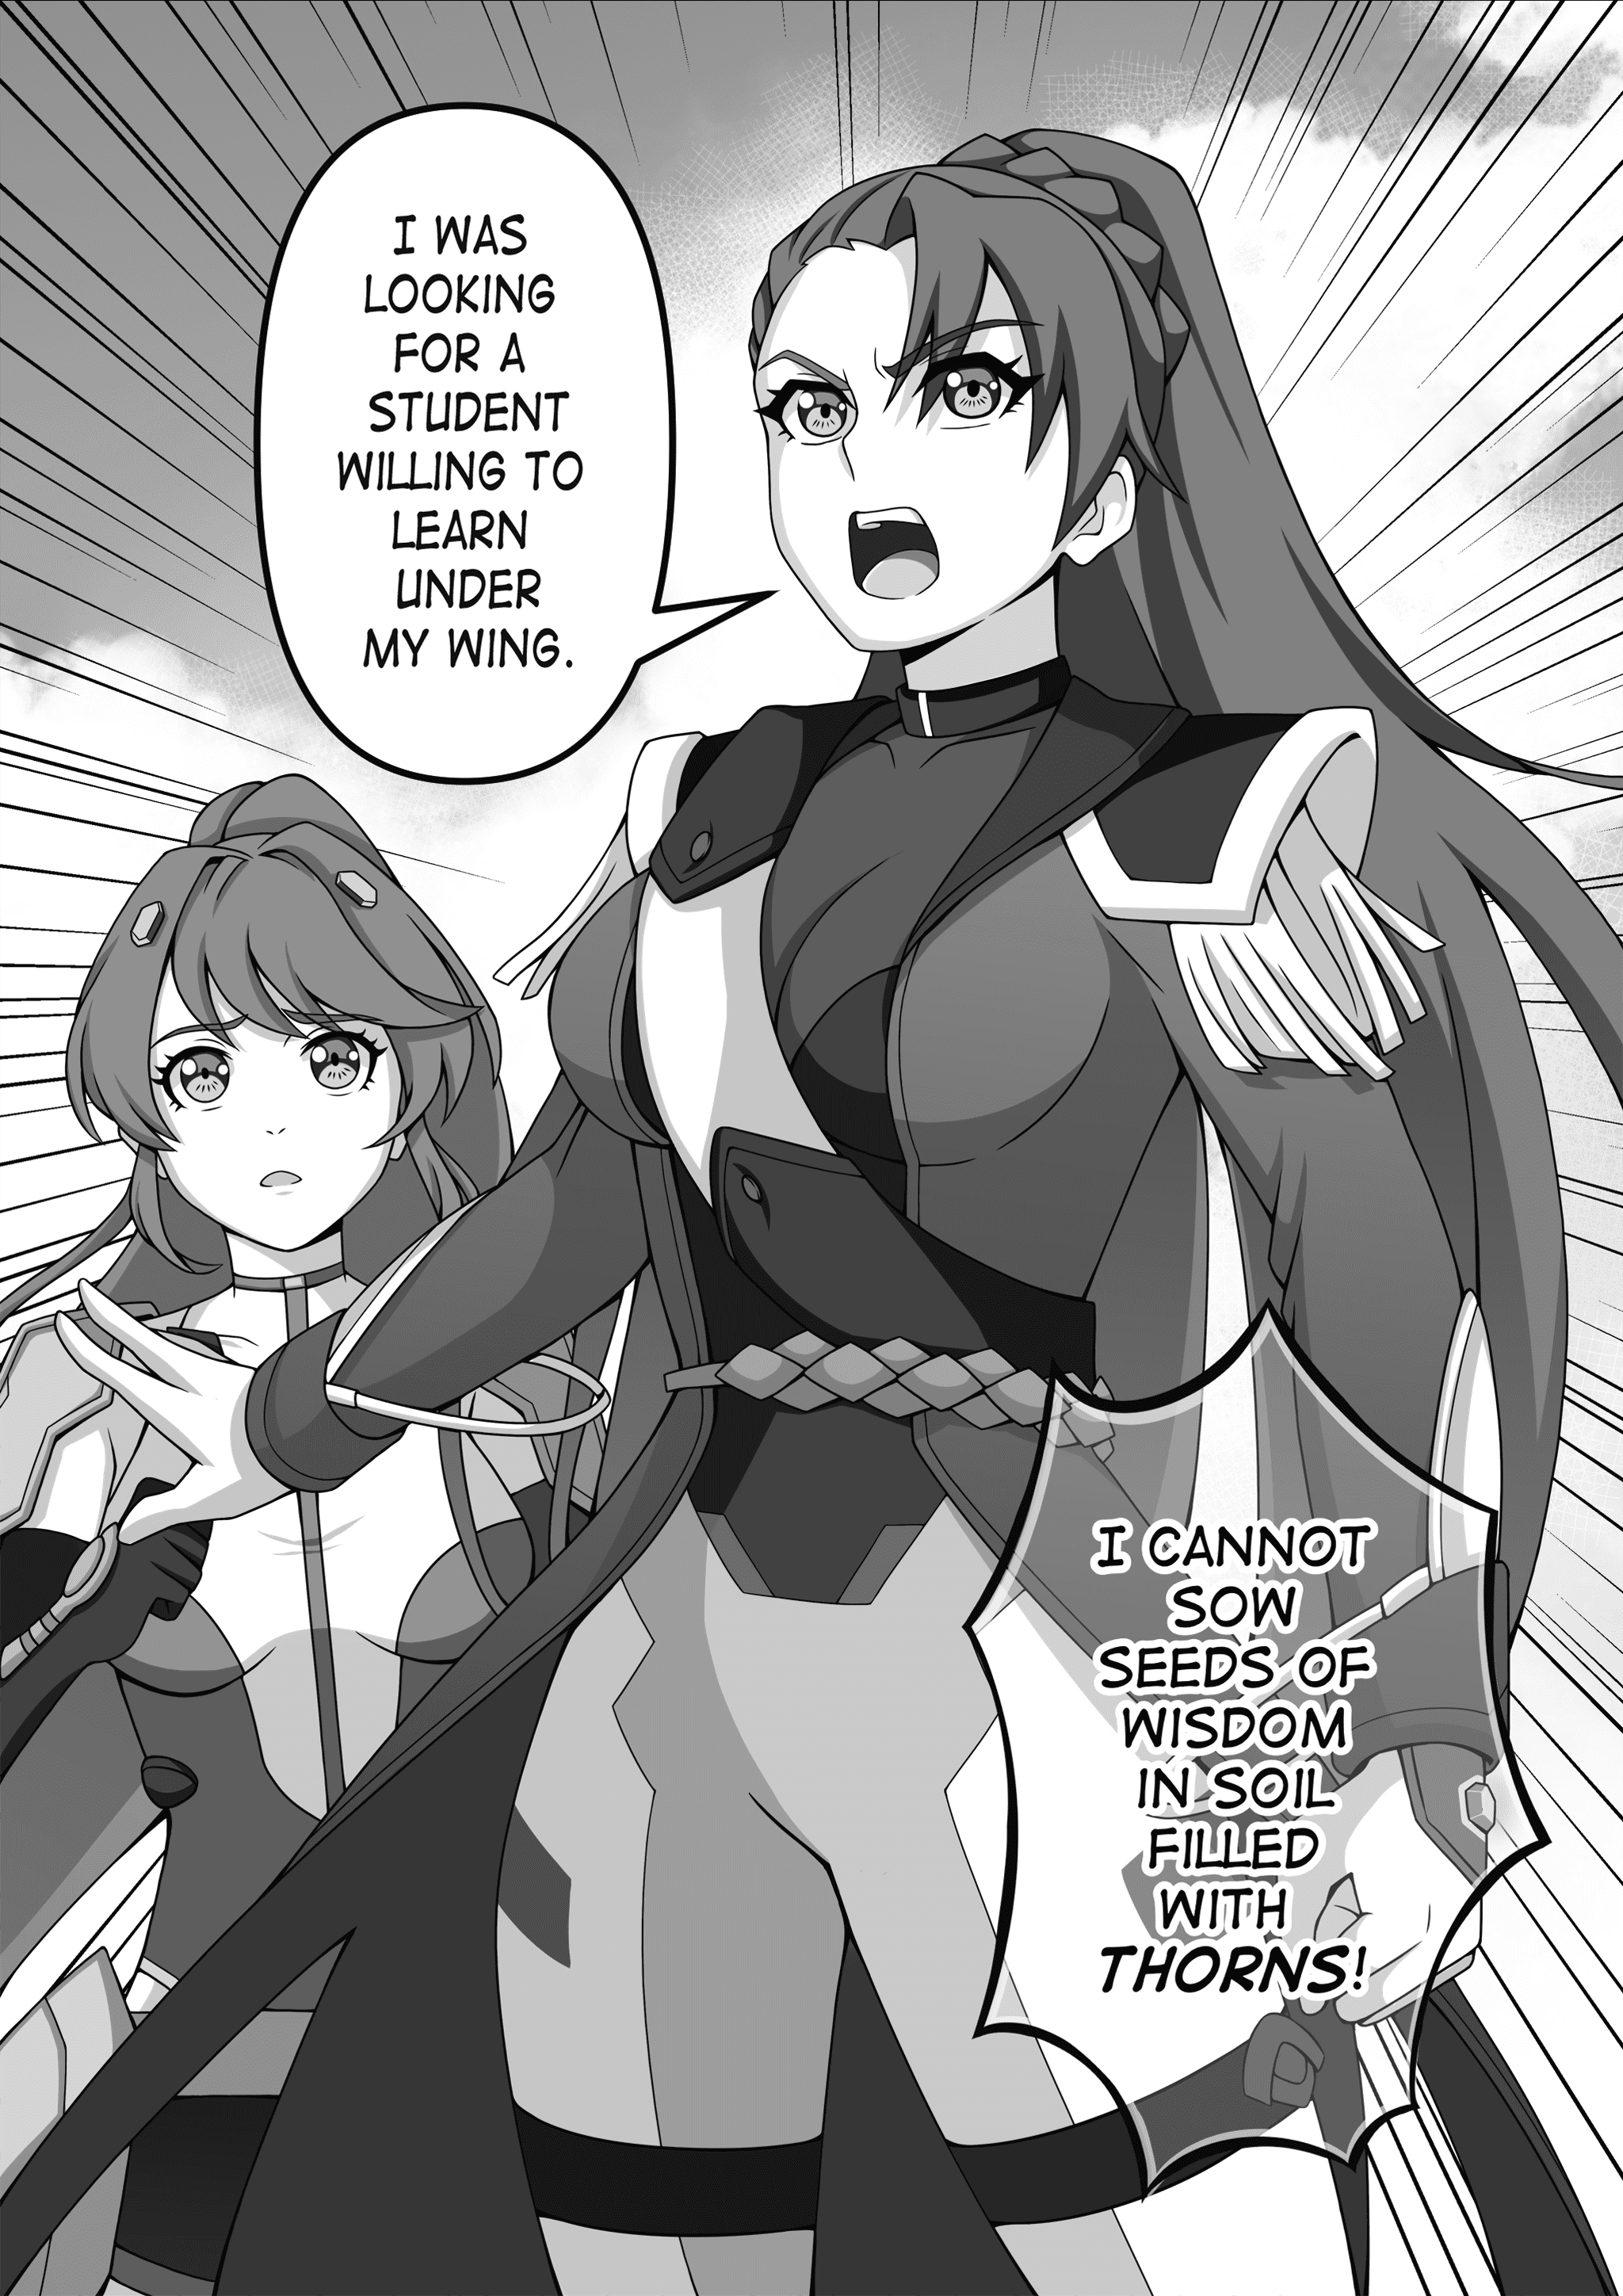 I WAS
LOOKING
FOR A
STUDENT
WILLING TO
LEARN
UNDER
MY WING.
I CANNOT
SOW
SEEDS OF
WISDOM
IN SOIL
FILLED
WITH
THORNS!